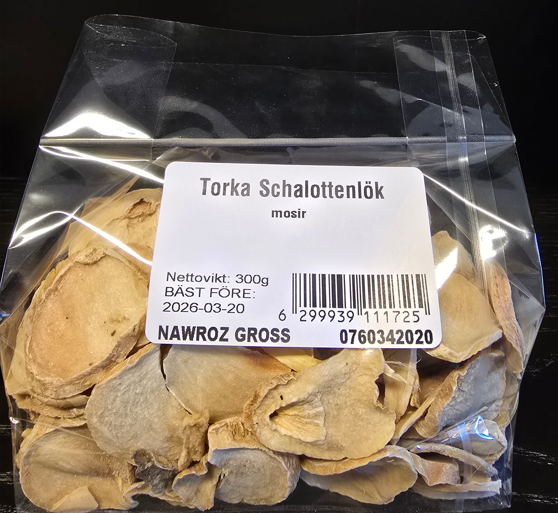 Torka Schalottenlök
mosir
Nettovikt: 300g
BÄST FÖRE:
2026-03-20
6 299939 111725
NAWROZ GROSS 0760342020